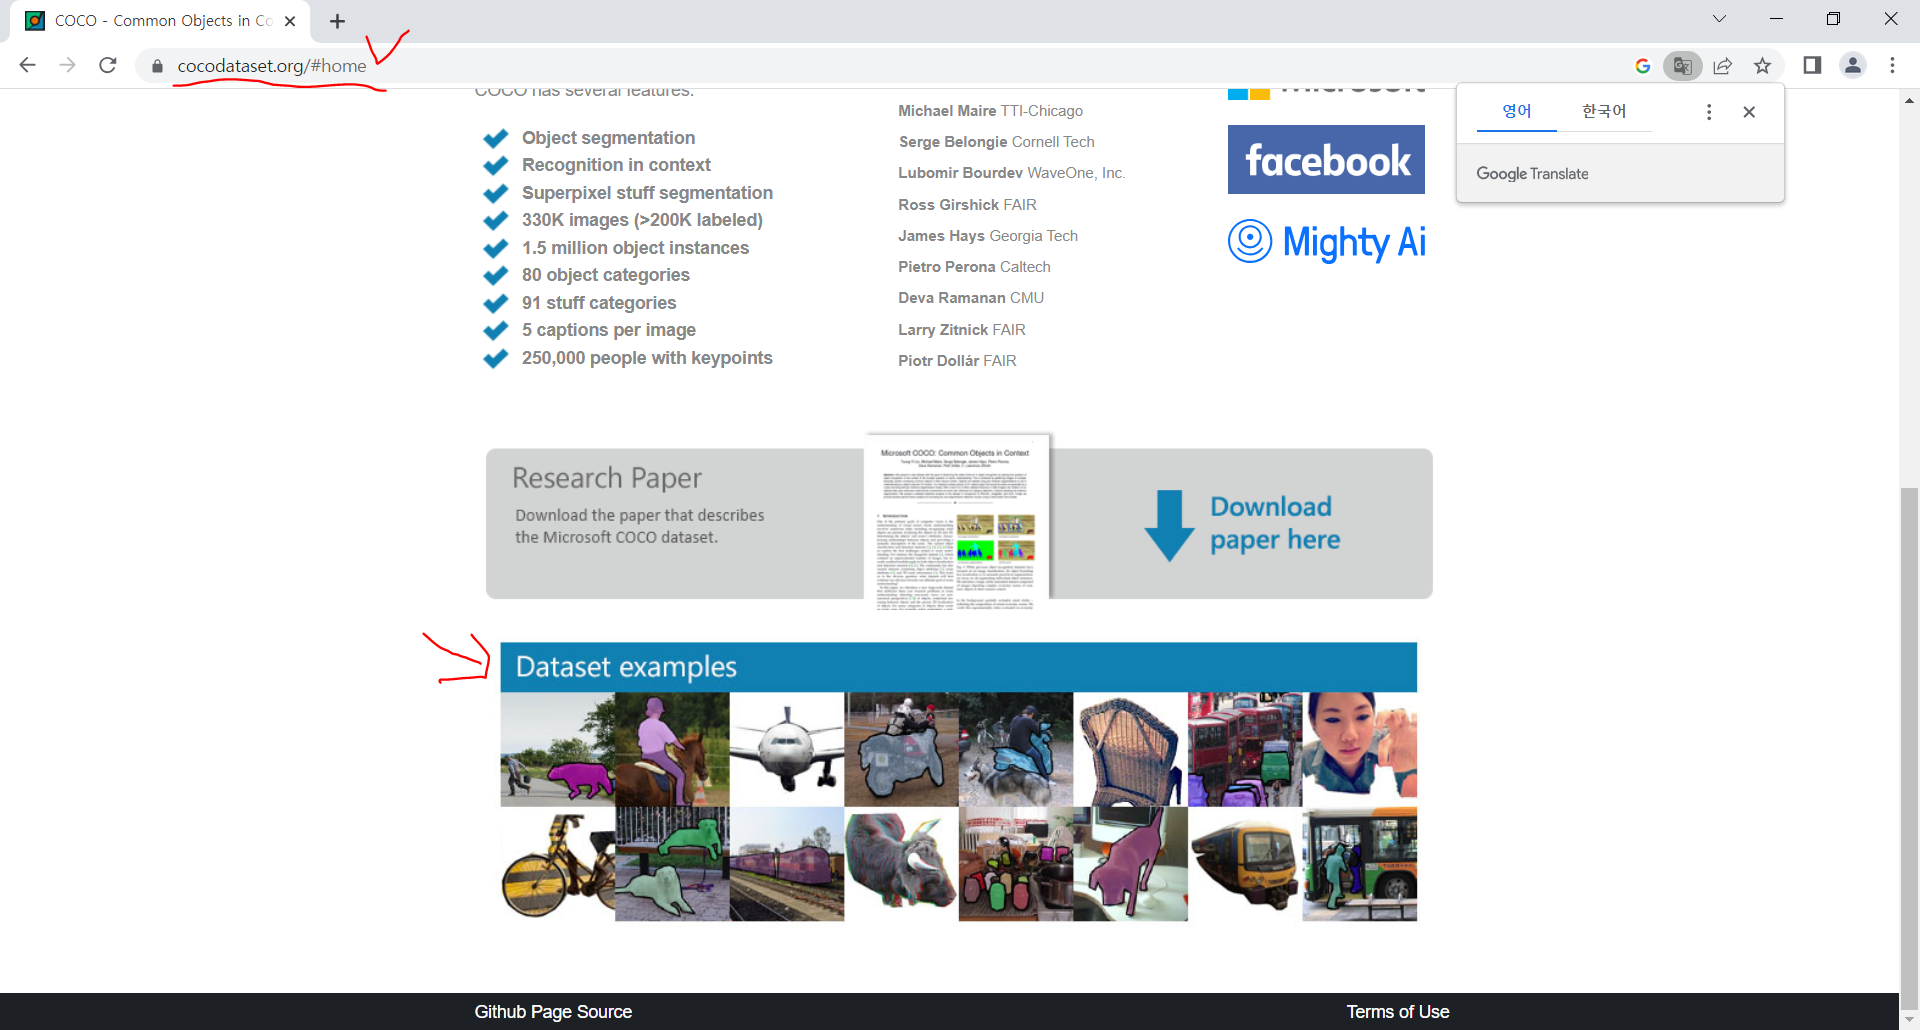 COCO - Common Objects in Co
cocodataset.org/#home
COCO has several features:
Object segmentation
Recognition in context
Superpixel stuff segmentation
330K images (>200K labeled)
1.5 million object instances
80 object categories
91 stuff categories
5 captions per image
250,000 people with keypoints
Michael Maire TTI-Chicago
Serge Belongie Cornell Tech
Lubomir Bourdev WaveOne, Inc.
Ross Girshick FAIR
James Hays Georgia Tech
Pietro Perona Caltech
Deva Ramanan CMU
Larry Zitnick FAIR
Piotr Dollár FAIR
Microsoft
facebook
Mighty Ai
영어 한국어
Google Translate
Research Paper
Download the paper that describes
the Microsoft COCO dataset.
Microsoft COCO: Common Objects in Context
Download
paper here
Dataset examples
Github Page Source
Terms of Use